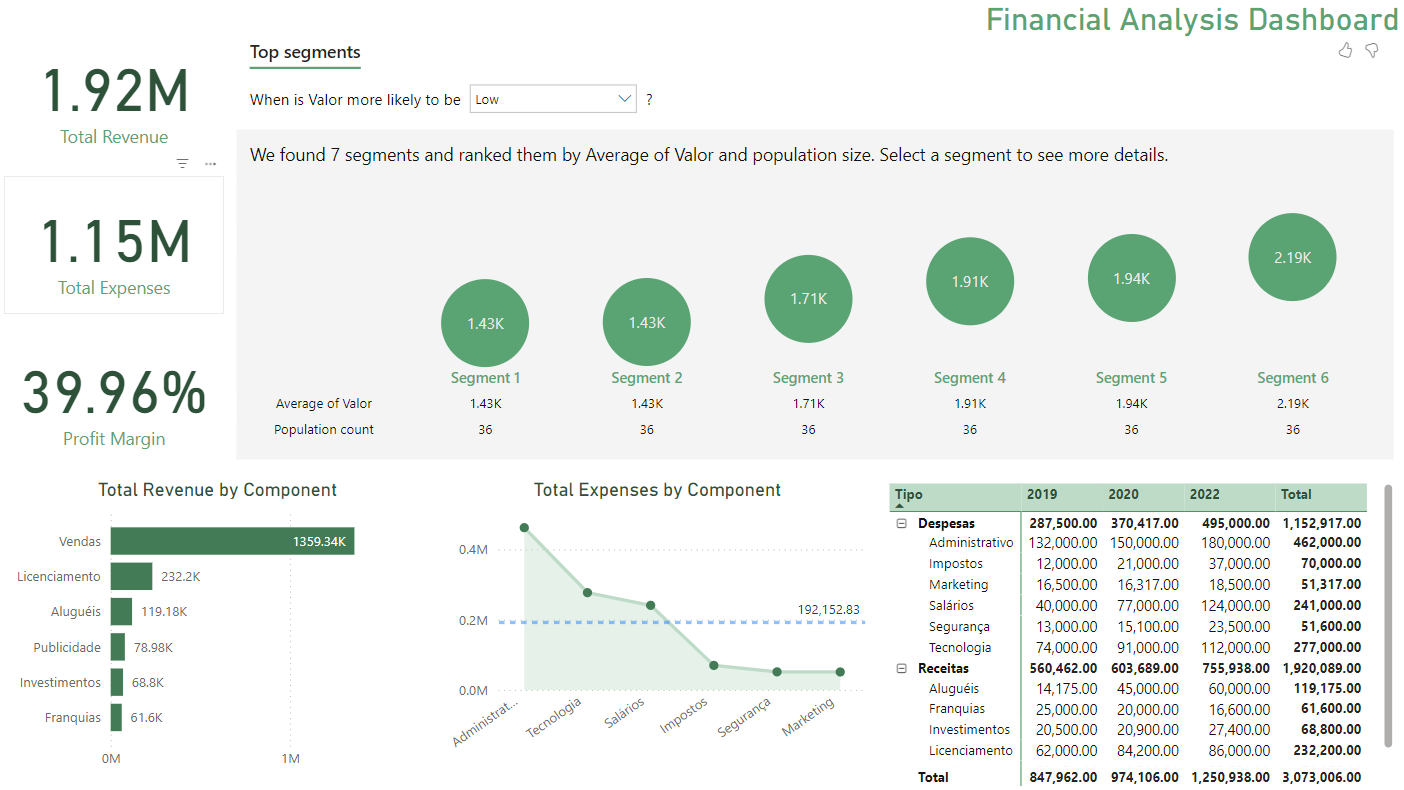 Financial Analysis Dashboard
Top segments
When is Valor more likely to be Low ?
1.92M
Total Revenue
1.15M
Total Expenses
39.96%
Profit Margin
We found 7 segments and ranked them by Average of Valor and population size. Select a segment to see more details.
1.43K 1.43K 1.71K 1.91K 1.94K 2.19K
Segment 1 Segment 2 Segment 3 Segment 4 Segment 5 Segment 6
Average of Valor 1.43K 1.43K 1.71K 1.91K 1.94K 2.19K
Population count 36 36 36 36 36 36
Total Revenue by Component
Vendas 1359.34K
Licenciamento 232.2K
Aluguéis 119.18K
Publicidade 78.98K
Investimentos 68.8K
Franquias 61.6K
0M 1M
Total Expenses by Component
0.4M
192,152.83
0.2M
0.0M
Administrat... Tecnologia Salários Impostos Segurança Marketing
Tipo 2019 2020 2022 Total
Despesas 287,500.00 370,417.00 495,000.00 1,152,917.00
Administrativo 132,000.00 150,000.00 180,000.00 462,000.00
Impostos 12,000.00 21,000.00 37,000.00 70,000.00
Marketing 16,500.00 16,317.00 18,500.00 51,317.00
Salários 40,000.00 77,000.00 124,000.00 241,000.00
Segurança 13,000.00 15,100.00 23,500.00 51,600.00
Tecnologia 74,000.00 91,000.00 112,000.00 277,000.00
Receitas 560,462.00 603,689.00 755,938.00 1,920,089.00
Aluguéis 14,175.00 45,000.00 60,000.00 119,175.00
Franquias 25,000.00 20,000.00 16,600.00 61,600.00
Investimentos 20,500.00 20,900.00 27,400.00 68,800.00
Licenciamento 62,000.00 84,200.00 86,000.00 232,200.00
Total 847,962.00 974,106.00 1,250,938.00 3,073,006.00